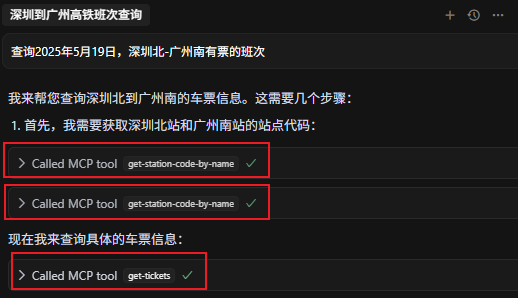 深圳到广州高铁班次查询
查询2025年5月19日，深圳北-广州南有票的班次
我来帮您查询深圳北到广州南的车票信息。这需要几个步骤：
1. 首先，我需要获取深圳北站和广州南站的站点代码：
Called MCP tool get-station-code-by-name
Called MCP tool get-station-code-by-name
现在我来查询具体的车票信息：
Called MCP tool get-tickets